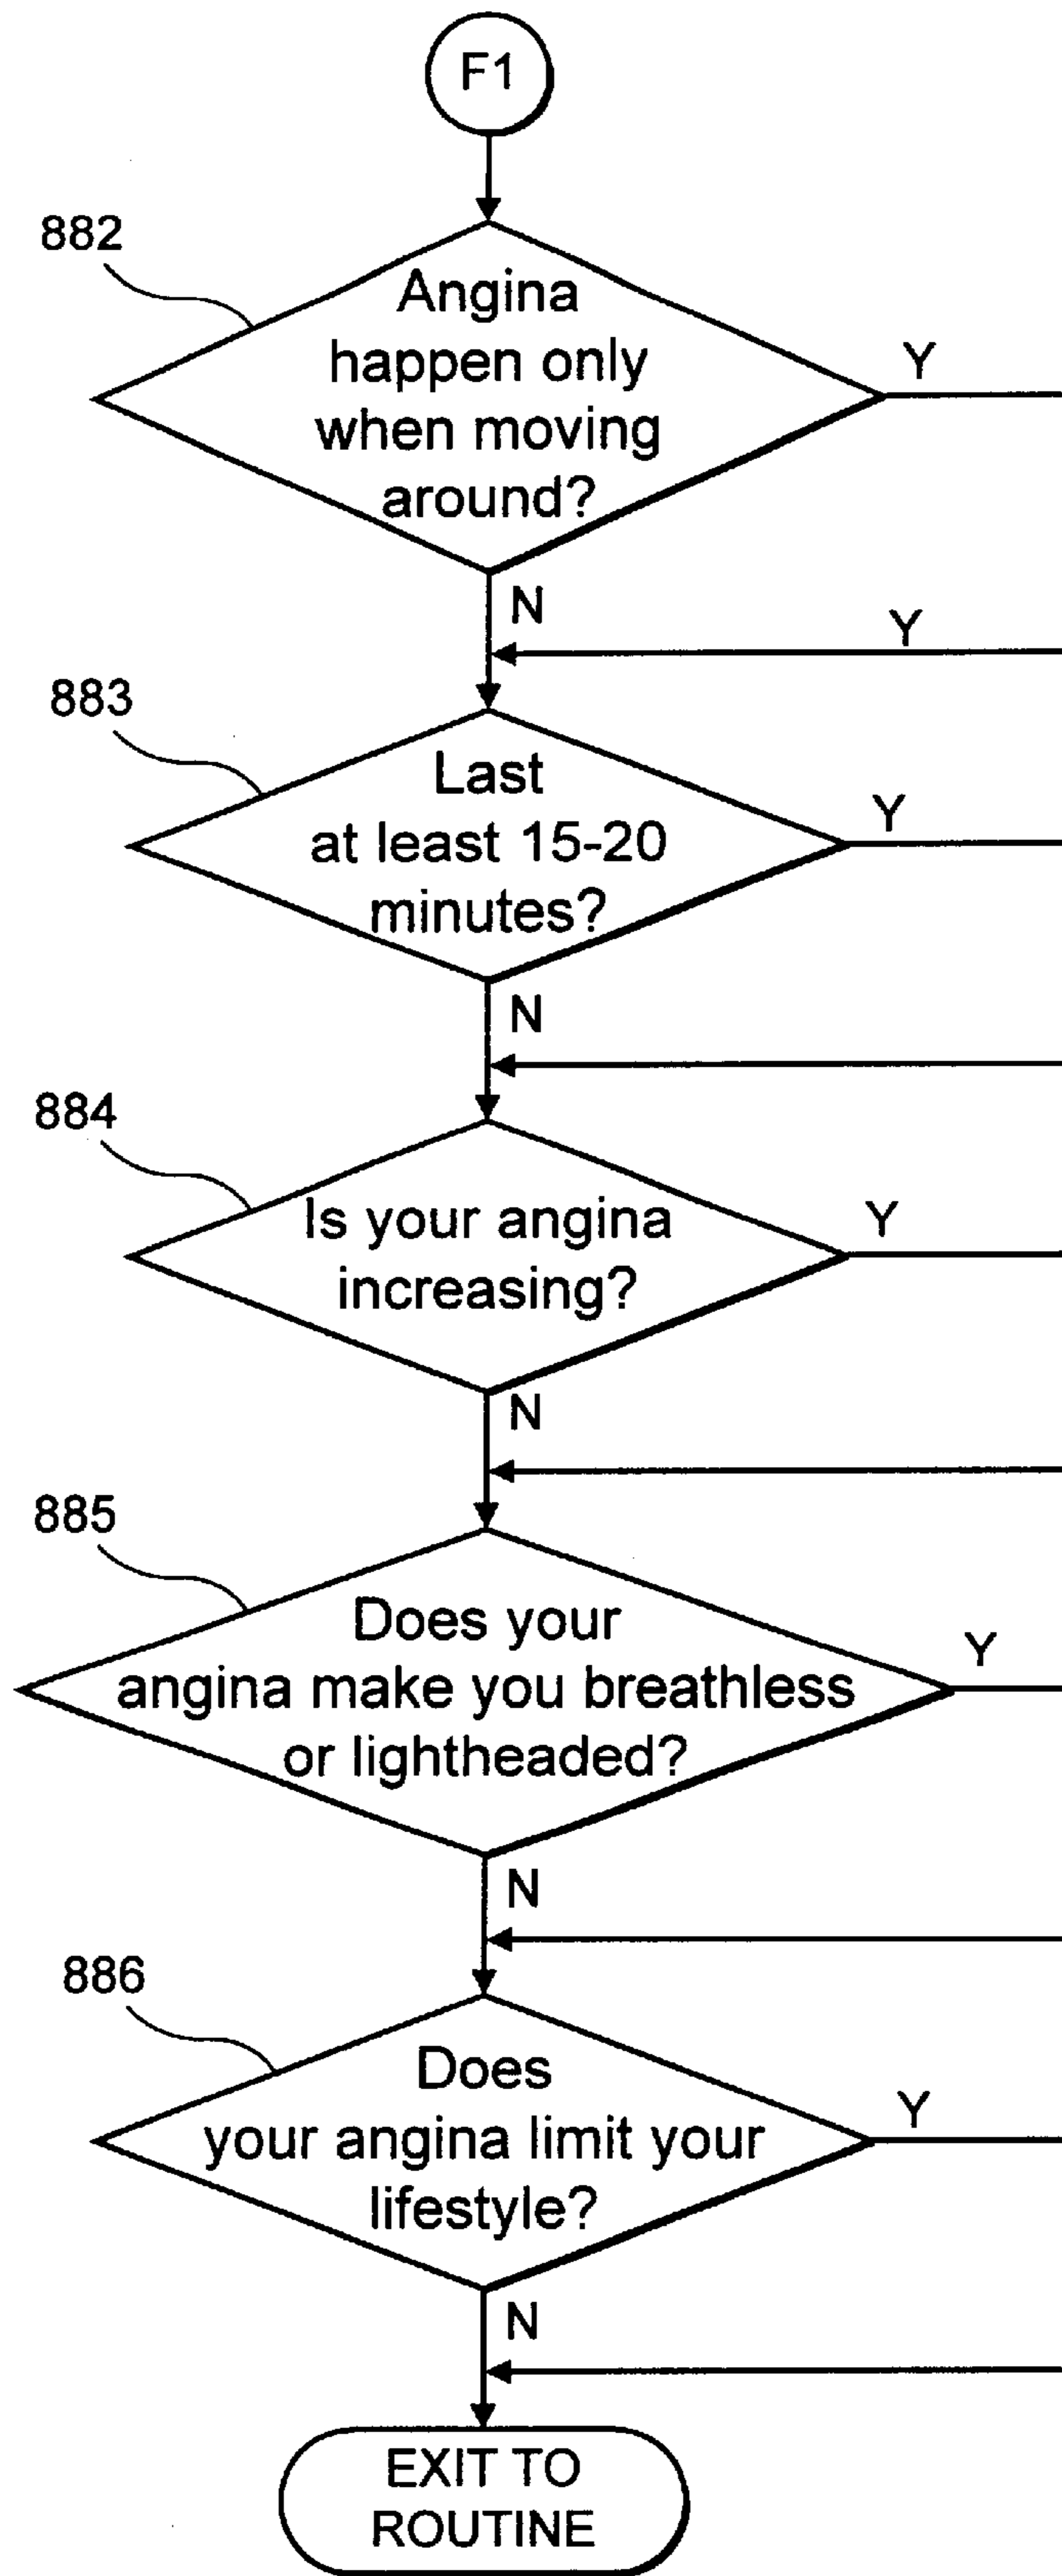 F1
882
Angina
happen only
when moving
around?
Y
N
Y
883
Last
at least 15-20
minutes?
Y
N
884
Is your angina
increasing?
Y
N
885
Does your
angina make you breathless
or lightheaded?
Y
N
886
Does
your angina limit your
lifestyle?
Y
N
EXIT TO
ROUTINE